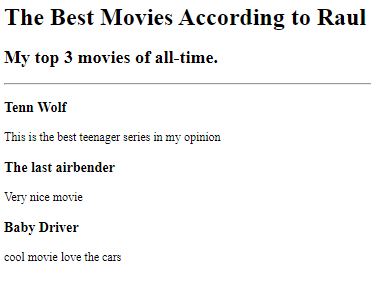 The Best Movies According to Raul
My top 3 movies of all-time.
Tenn Wolf
This is the best teenager series in my opinion
The last airbender
Very nice movie
Baby Driver
cool movie love the cars